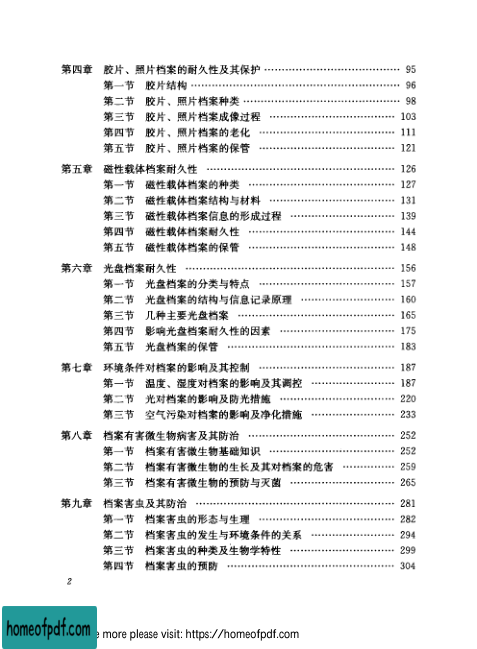 第四章 胶片、照片档案的耐久性及其保护 …… 95
第一节 胶片结构 …… 96
第二节 胶片、照片档案种类 …… 98
第三节 胶片、照片档案成像过程 …… 103
第四节 胶片、照片档案的老化 …… 111
第五节 胶片、照片档案的保管 …… 121
第五章 磁性载体档案耐久性 …… 126
第一节 磁性载体档案的种类 …… 127
第二节 磁性载体档案结构与材料 …… 131
第三节 磁性载体档案信息的形成过程 …… 139
第四节 磁性载体档案耐久性 …… 144
第五节 磁性载体档案的保管 …… 148
第六章 光盘档案耐久性 …… 156
第一节 光盘档案的分类与特点 …… 157
第二节 光盘档案的结构与信息记录原理 …… 160
第三节 几种主要光盘档案 …… 165
第四节 影响光盘档案耐久性的因素 …… 175
第五节 光盘档案的保管 …… 183
第七章 环境条件对档案的影响及其控制 …… 187
第一节 温度、湿度对档案的影响及其调控 …… 187
第二节 光对档案的影响及防光措施 …… 220
第三节 空气污染对档案的影响及净化措施 …… 233
第八章 档案有害微生物病害及其防治 …… 252
第一节 档案有害微生物基础知识 …… 252
第二节 档案有害微生物的生长及其对档案的危害 …… 259
第三节 档案有害微生物的预防与灭菌 …… 265
第九章 档案害虫及其防治 …… 281
第一节 档案害虫的形态与生理 …… 282
第二节 档案害虫的发生与环境条件的关系 …… 294
第三节 档案害虫的种类及生物学特性 …… 299
第四节 档案害虫的预防 …… 304
2
homeofpdf.com
e more please visit: https://homeofpdf.com